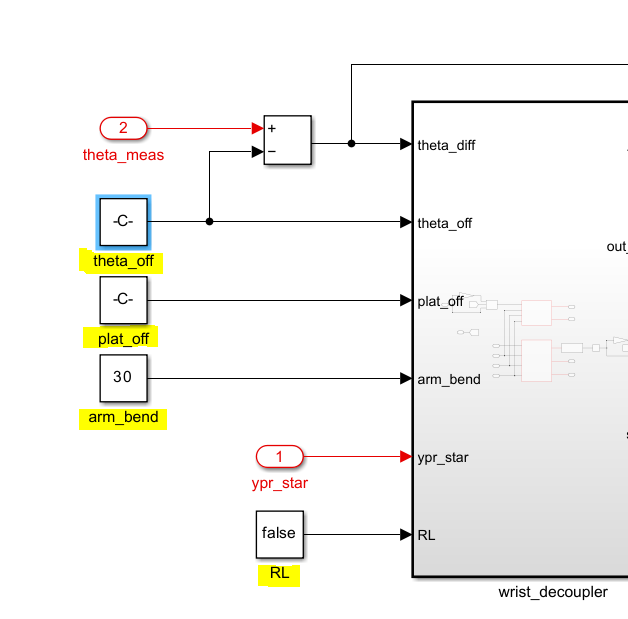 2
theta_meas
+
−
theta_diff
-C-
theta_off
theta_off
-C-
plat_off
plat_off
30
arm_bend
arm_bend
1
ypr_star
ypr_star
false
RL
RL
out_
wrist_decoupler